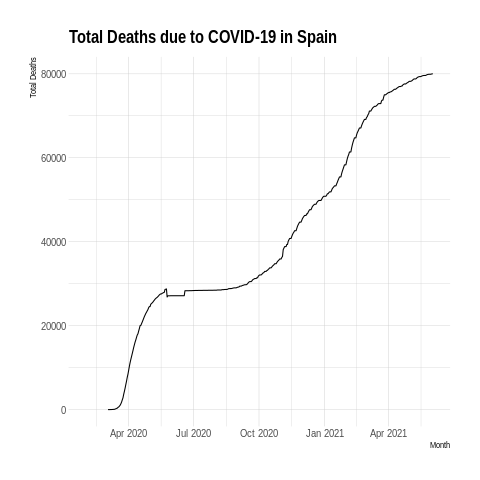 Total Deaths due to COVID-19 in Spain
Total Deaths
80000
60000
40000
20000
0
Apr 2020 Jul 2020 Oct 2020 Jan 2021 Apr 2021
Month